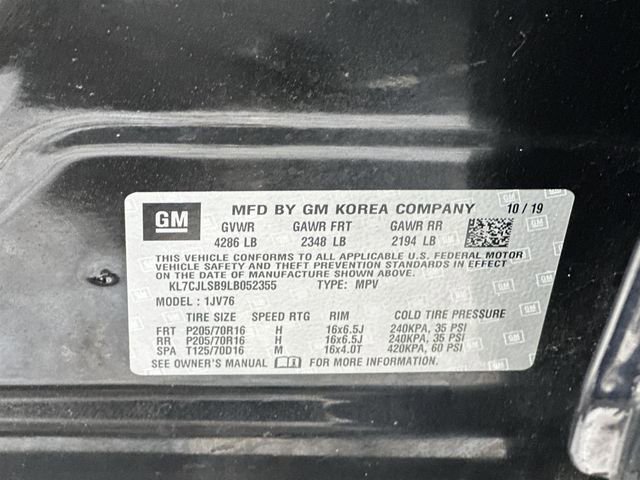 GM MFD BY GM KOREA COMPANY 10 / 19
GVWR GAWR FRT GAWR RR
4286 LB 2348 LB 2194 LB
THIS VEHICLE CONFORMS TO ALL APPLICABLE U.S. FEDERAL MOTOR
VEHICLE SAFETY AND THEFT PREVENTION STANDARDS IN EFFECT
ON THE DATE OF MANUFACTURE SHOWN ABOVE.
KL7CJLSB9LB052355 TYPE: MPV
MODEL : 1JV76
TIRE SIZE SPEED RTG RIM COLD TIRE PRESSURE
FRT P205/70R16 H 16x6.5J 240KPA, 35 PSI
RR P205/70R16 H 16x6.5J 240KPA, 35 PSI
SPA T125/70D16 M 16x4.0T 420KPA, 60 PSI
SEE OWNER'S MANUAL FOR MORE INFORMATION.